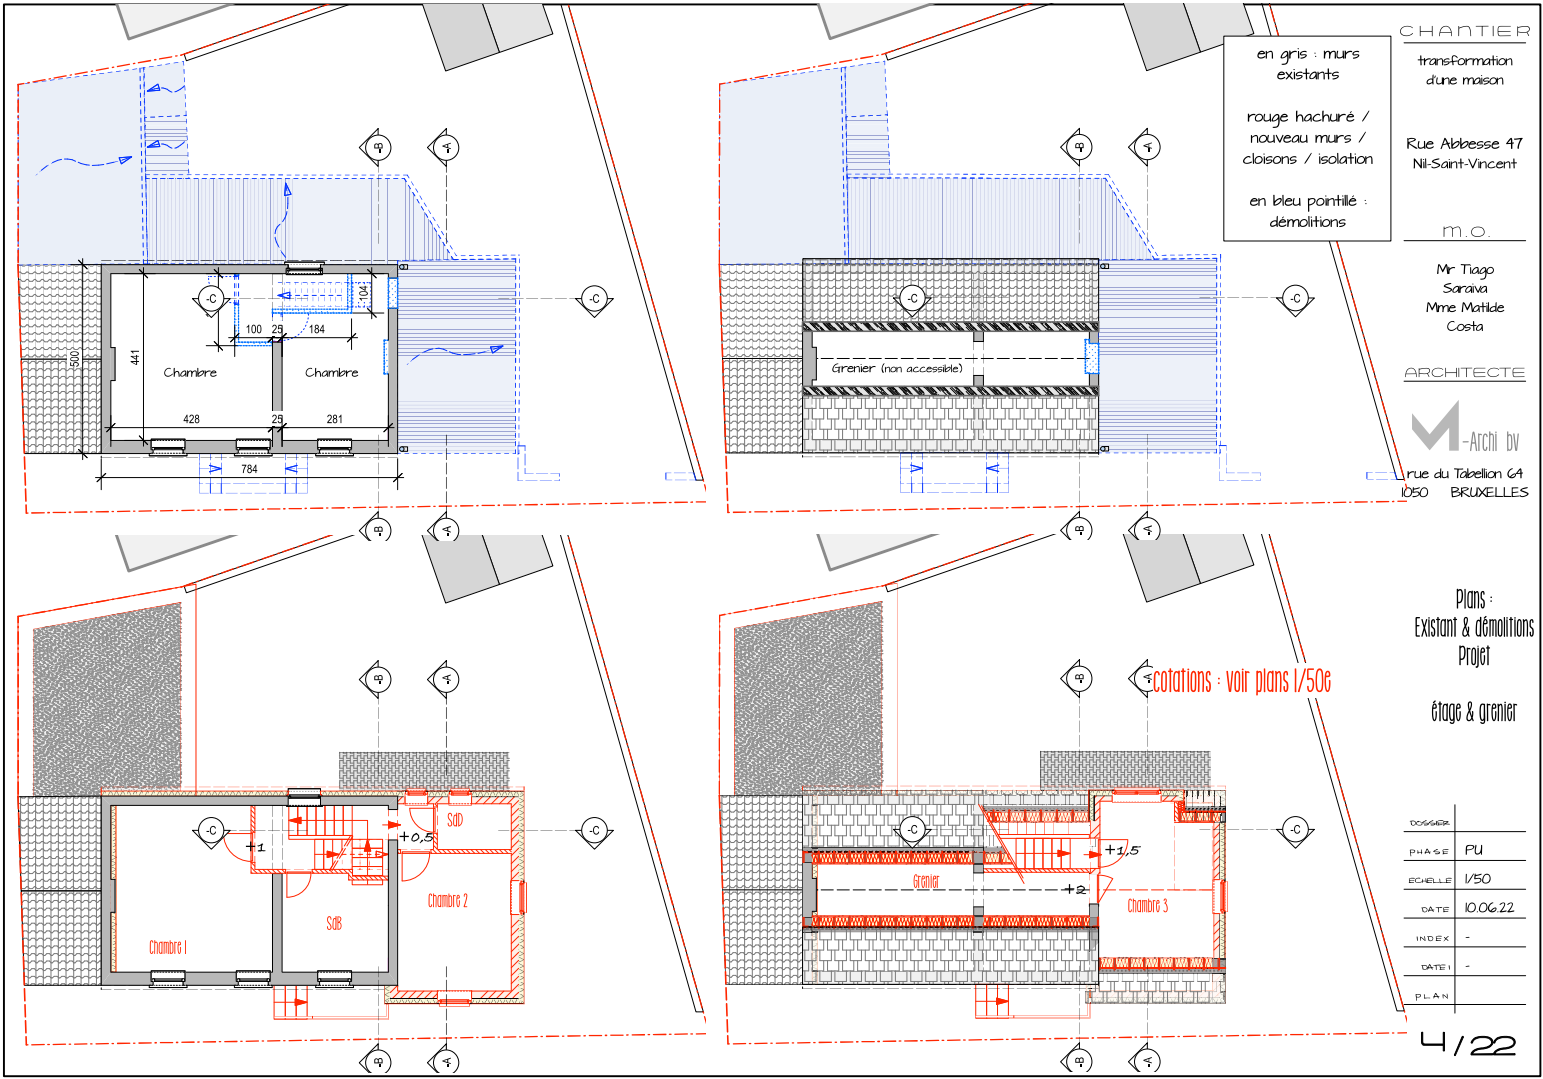 -B
-A
-C
100
25
184
104
500
441
Chambre
Chambre
428
25
281
784
-B
-A
-B
-A
-C
-C
Grenier (non accessible)
-B
-A
en gris : murs
existants
rouge hachuré /
nouveau murs /
cloisons / isolation
en bleu pointillé :
démolitions
CHANTIER
transformation
d'une maison
Rue Abbesse 47
Nil-Saint-Vincent
m.o.
Mr Tiago
Saraiva
Mme Matilde
Costa
ARCHITECTE
M-Archi bv
rue du Tabellion 64
1050 BRUXELLES
-B
-A
-C
-C
+1
+0,5
SdD
Chambre 2
SdB
Chambre 1
-B
-A
-B
-A
cotations : voir plans 1/50e
-C
-C
+1,5
+2
Grenier
Chambre 3
-B
-A
Plans :
Existant & démolitions
Projet
étage & grenier
DOSSIER
PHASE PU
ECHELLE 1/50
DATE 10.06.22
INDEX -
DATE I -
PLAN
4/22
-C